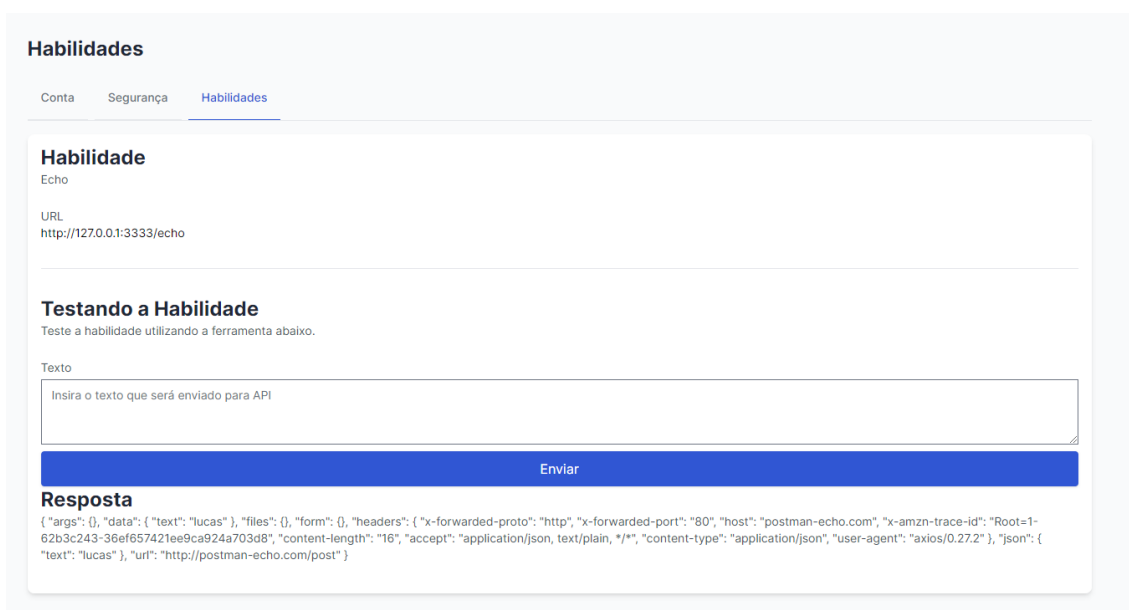 Habilidades
Conta Segurança Habilidades
Habilidade
Echo
URL
http://127.0.0.1:3333/echo
Testando a Habilidade
Teste a habilidade utilizando a ferramenta abaixo.
Texto
Insira o texto que será enviado para API
Enviar
Resposta
{ "args": {}, "data": { "text": "lucas" }, "files": {}, "form": {}, "headers": { "x-forwarded-proto": "http", "x-forwarded-port": "80", "host": "postman-echo.com", "x-amzn-trace-id": "Root=1-
62b3c243-36ef657421ee9ca924a703d8", "content-length": "16", "accept": "application/json, text/plain, */*", "content-type": "application/json", "user-agent": "axios/0.27.2" }, "json": {
"text": "lucas" }, "url": "http://postman-echo.com/post" }